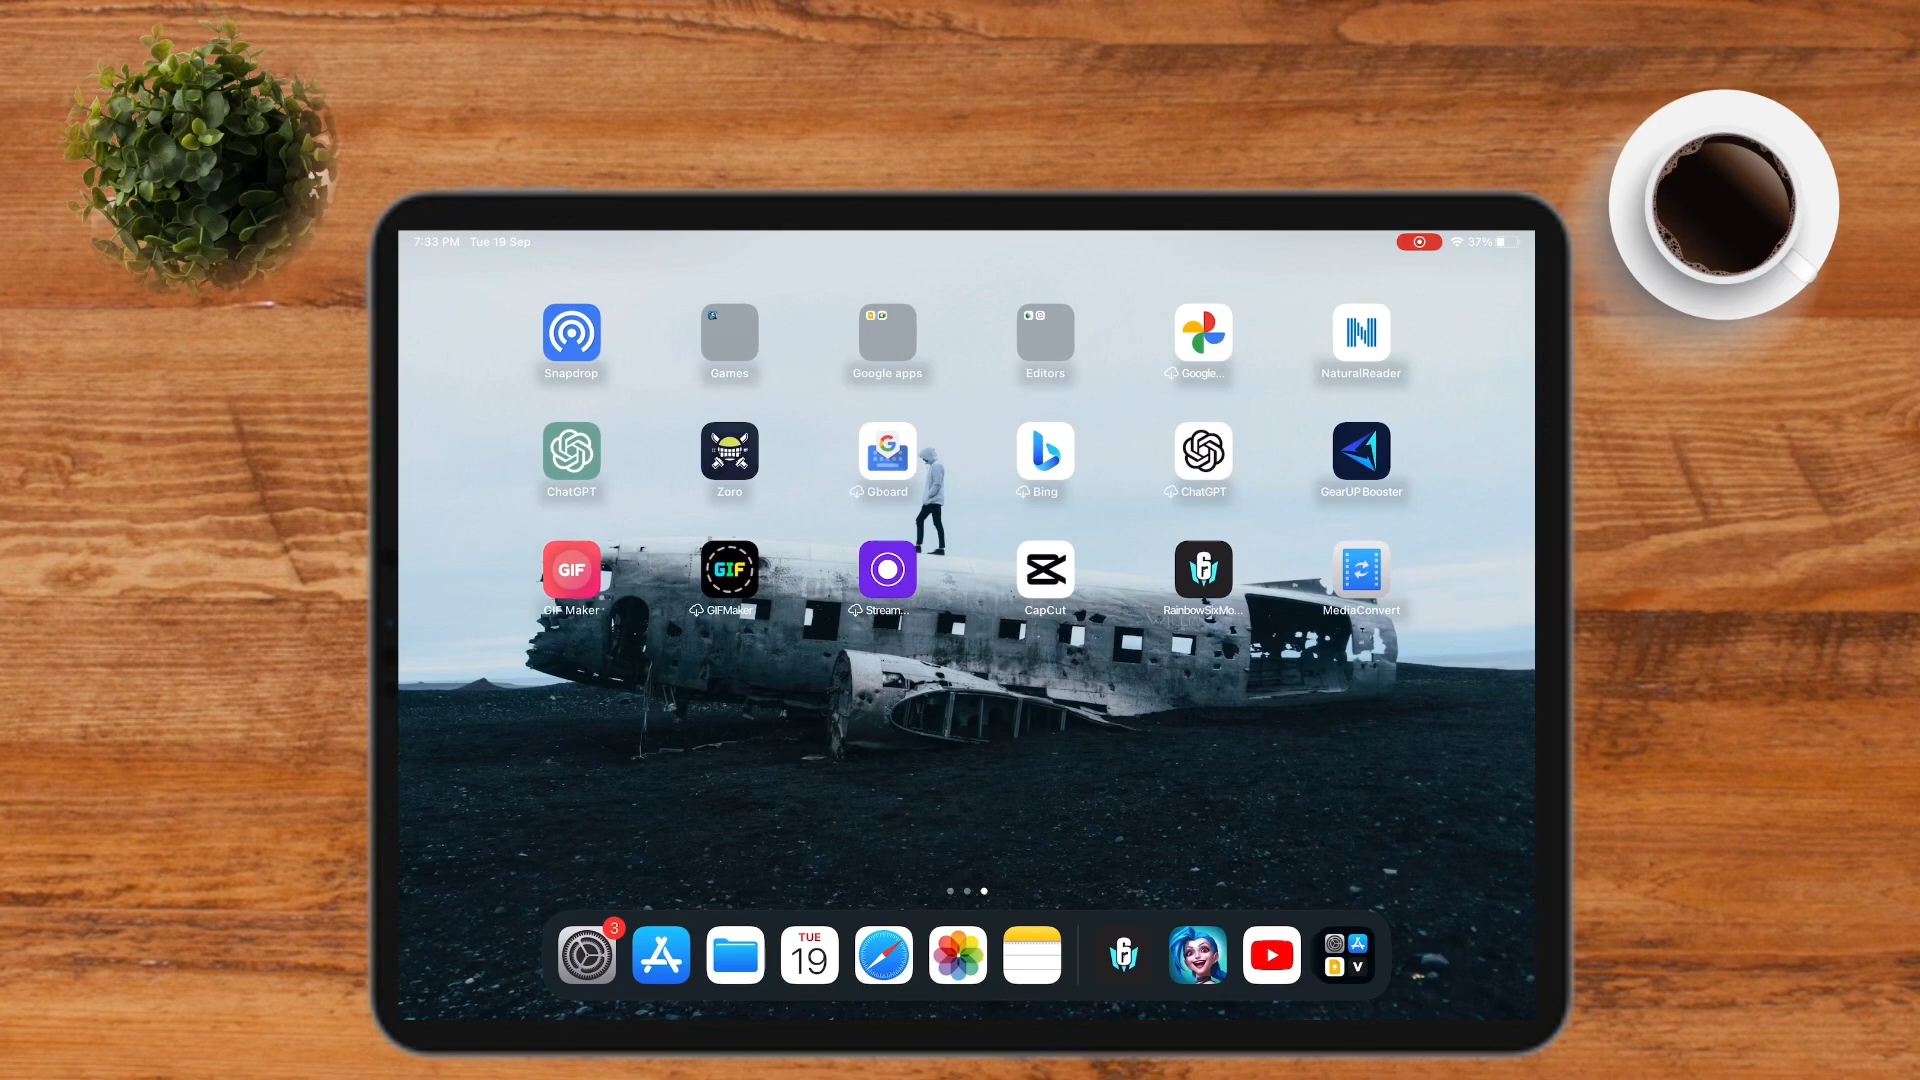 7:33 PM Tue 19 Sep
37%
Snapdrop
Games
Google apps
Editors
Google...
NaturalReader
ChatGPT
Zoro
Gboard
Bing
ChatGPT
GearUP Booster
GIF
GIF
GIF Maker
GIFMaker
Stream...
CapCut
RainbowSixMo...
MediaConvert
3
TUE
19